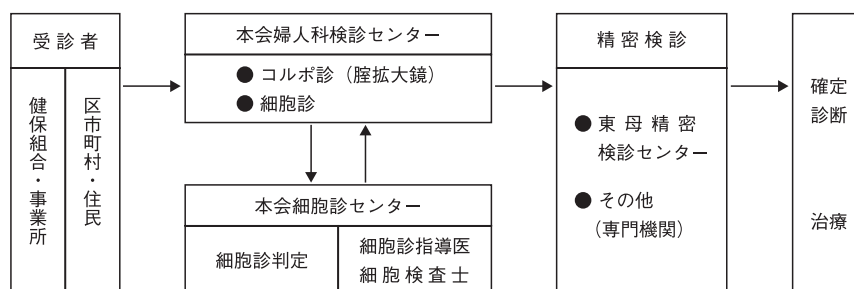 受診者
健保組合・事業所
区市町村・住民
本会婦人科検診センター
● コルポ診（腟拡大鏡）
● 細胞診
本会細胞診センター
細胞診判定
細胞診指導医
細胞検査士
精密検診
● 東母精密
検診センター
● その他
（専門機関）
確定
診断
治療